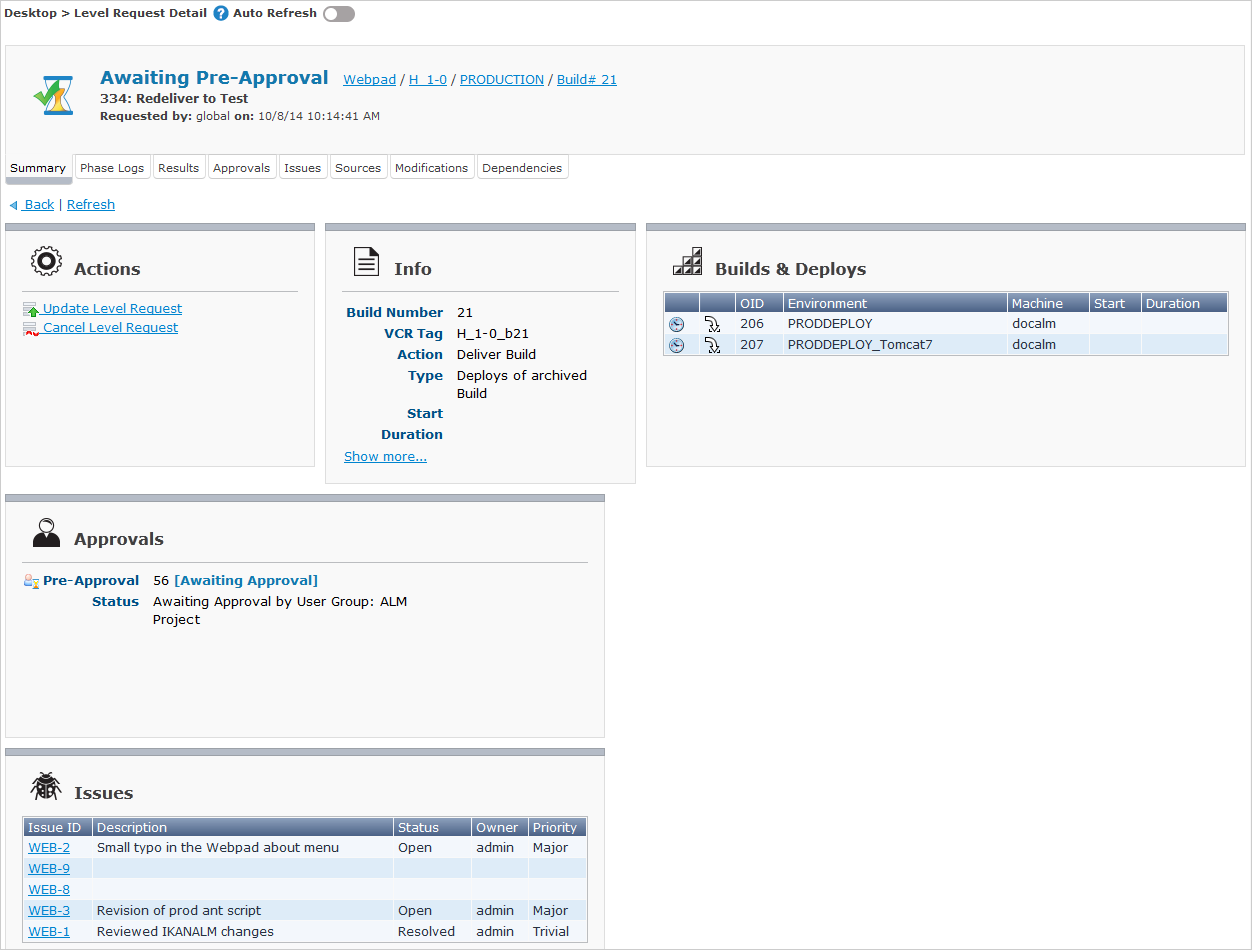 Desktop > Level Request Detail ? Auto Refresh
Awaiting Pre-Approval Webpad / H_1-0 / PRODUCTION / Build# 21
334: Redeliver to Test
Requested by: global on: 10/8/14 10:14:41 AM
Summary Phase Logs Results Approvals Issues Sources Modifications Dependencies
Back | Refresh
Actions
Update Level Request
Cancel Level Request
Info
Build Number 21
VCR Tag H_1-0_b21
Action Deliver Build
Type Deploys of archived
Build
Start
Duration
Show more...
Builds & Deploys
OID Environment Machine Start Duration
206 PRODDEPLOY docalm
207 PRODDEPLOY_Tomcat7 docalm
Approvals
Pre-Approval 56 [Awaiting Approval]
Status Awaiting Approval by User Group: ALM
Project
Issues
Issue ID Description Status Owner Priority
WEB-2 Small typo in the Webpad about menu Open admin Major
WEB-9
WEB-8
WEB-3 Revision of prod ant script Open admin Major
WEB-1 Reviewed IKANALM changes Resolved admin Trivial